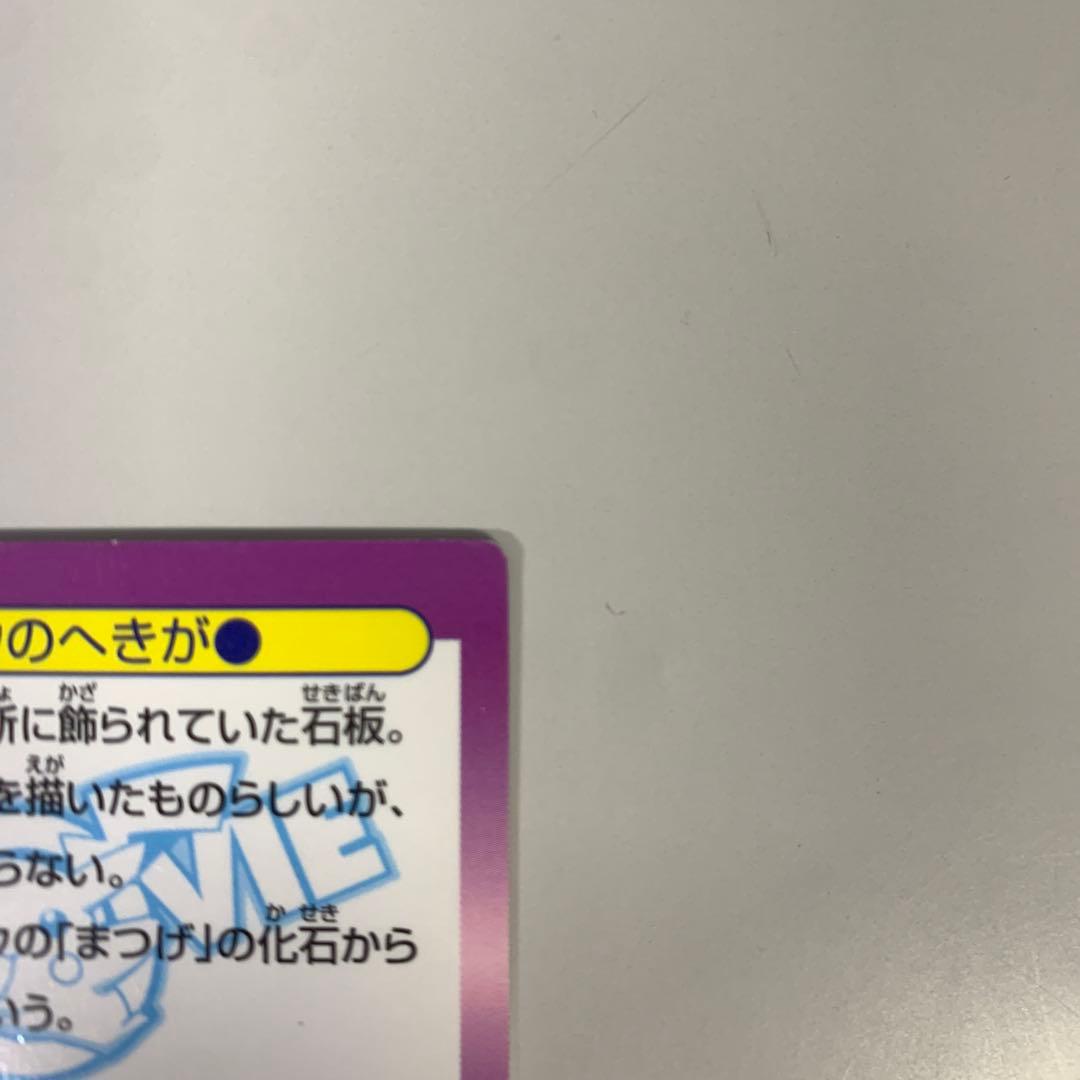 のへきが●
所に飾られていた石板。
を描いたものらしいが、
らない。
の「まつげ」の化石から
いう。